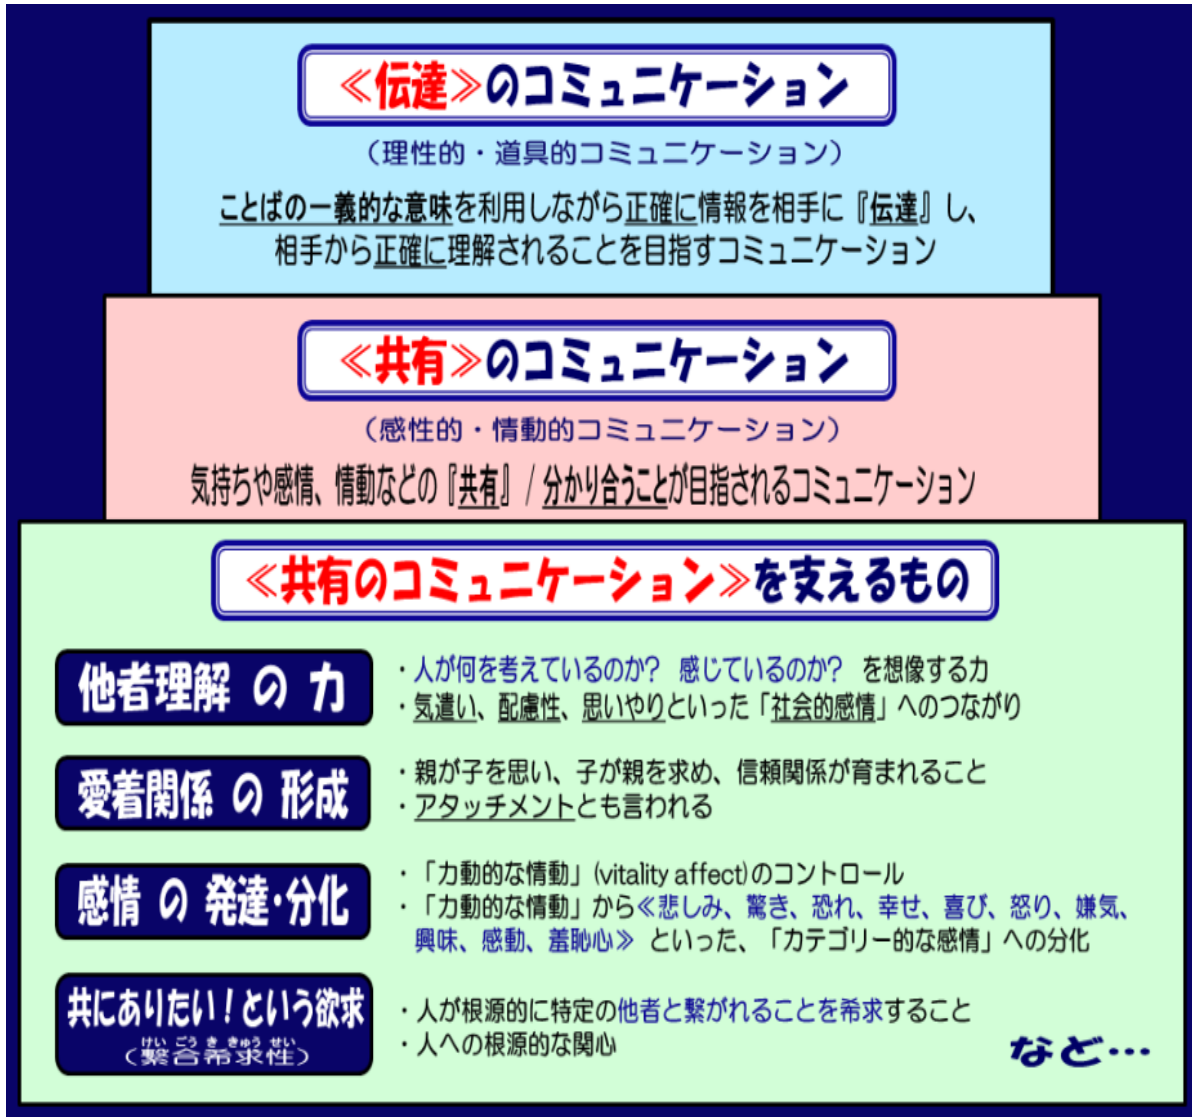 ≪伝達≫のコミュニケーション
(理性的・道具的コミュニケーション)
ことばの一義的な意味を利用しながら正確に情報を相手に『伝達』し、
相手から正確に理解されることを目指すコミュニケーション
≪共有≫のコミュニケーション
(感性的・情動的コミュニケーション)
気持ちや感情、情動などの『共有』/分かり合うことが目指されるコミュニケーション
≪共有のコミュニケーション≫を支えるもの
他者理解 の 力
・人が何を考えているのか? 感じているのか? を想像する力
・気遣い、配慮性、思いやりといった「社会的感情」へのつながり
愛着関係 の 形成
・親が子を思い、子が親を求め、信頼関係が育まれること
・アタッチメントとも言われる
感情 の 発達・分化
・「力動的な情動」(vitality affect)のコントロール
・「力動的な情動」から≪悲しみ、驚き、恐れ、幸せ、喜び、怒り、嫌気、
興味、感動、羞恥心≫ といった、「カテゴリー的な感情」への分化
共にありたい!という欲求
けい ごう き きゅう せい
(繋合希求性)
・人が根源的に特定の他者と繋がれることを希求すること
・人への根源的な関心
など…